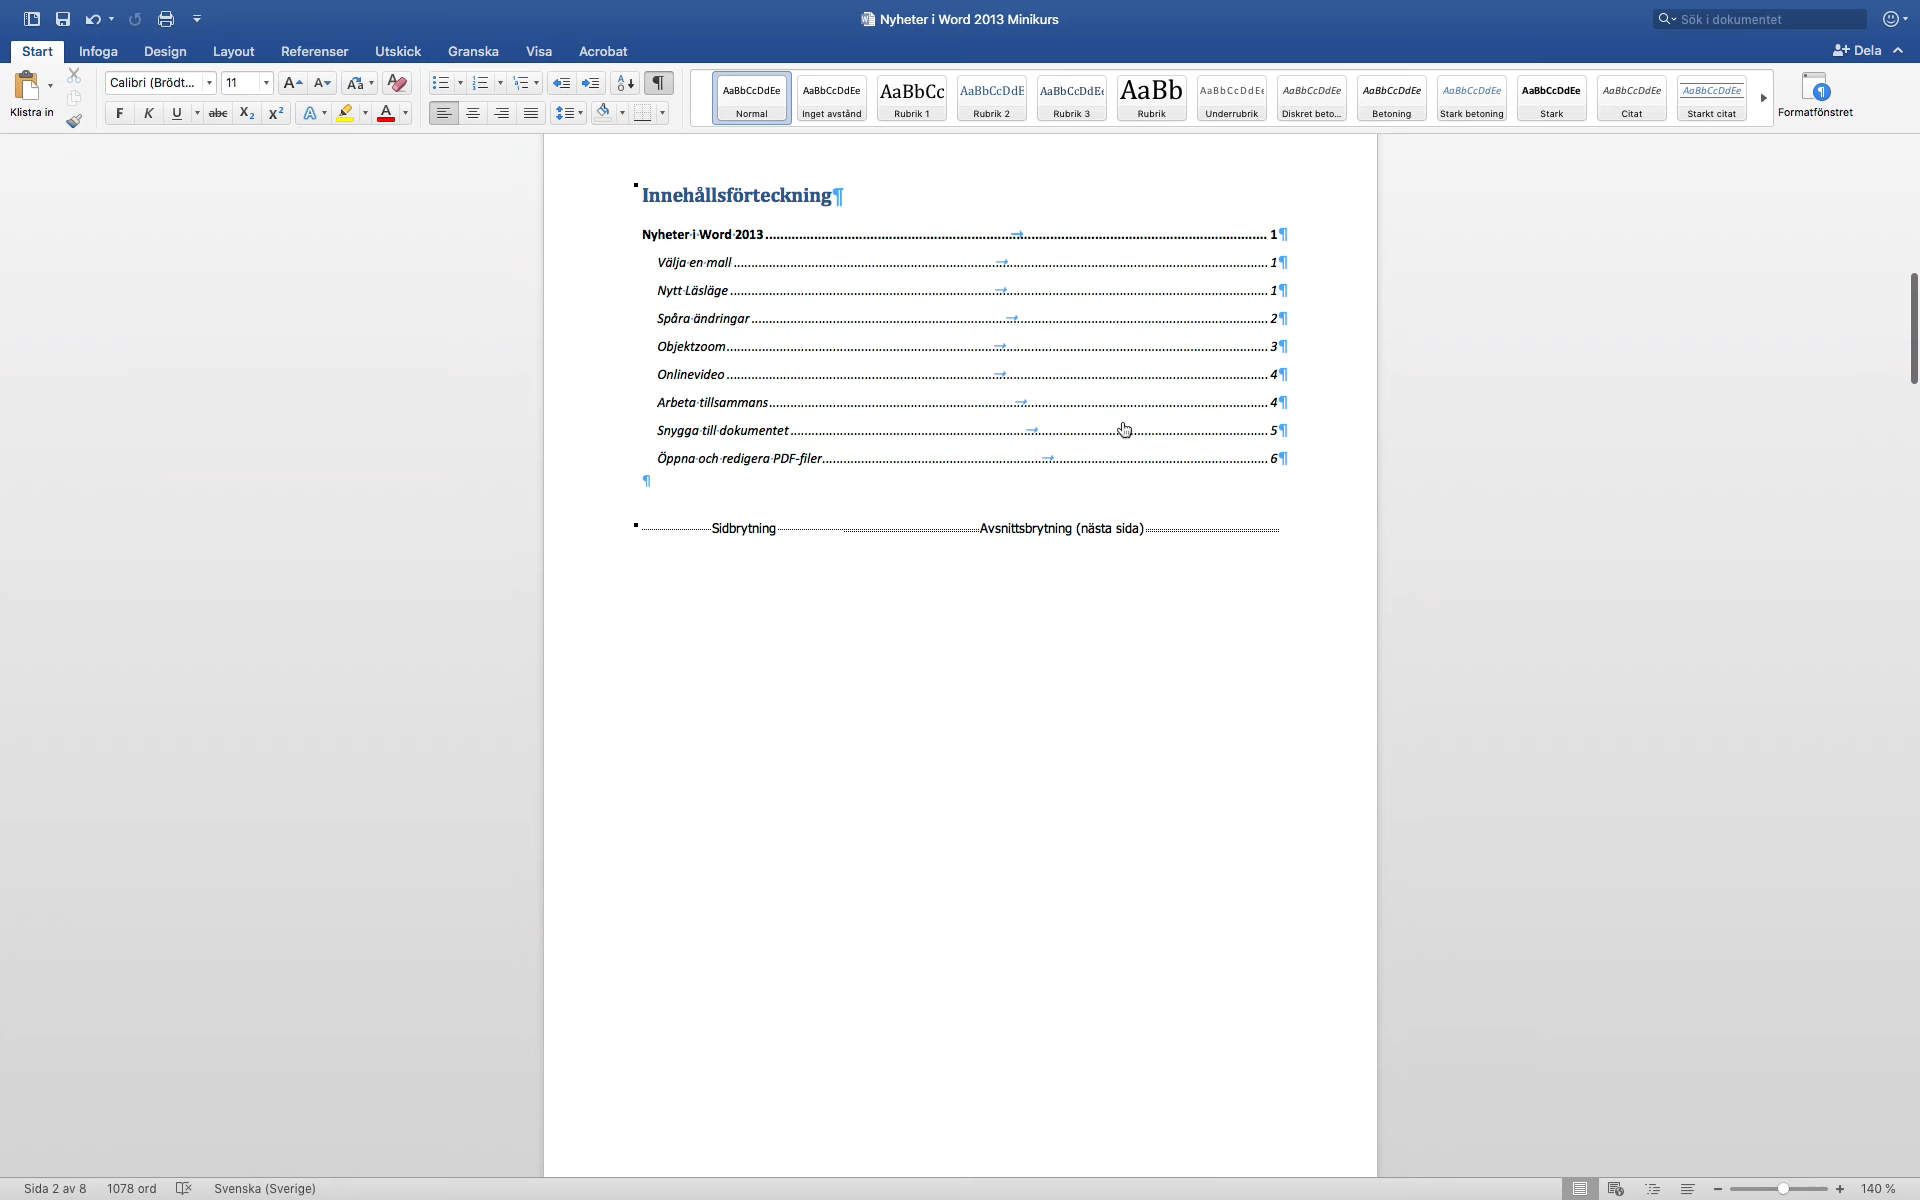 Nyheter i Word 2013 Minikurs
Sök i dokumentet
Start Infoga Design Layout Referenser Utskick Granska Visa Acrobat
Dela
Klistra in
Calibri (Brödt... 11
Aa
F K U abc X₂ X² A A
AaBbCcDdEe AaBbCcDdEe AaBbCc AaBbCcDdE AaBbCcDdEe AaBb AaBbCcDdEe AaBbCcDdEe AaBbCcDdEe AaBbCcDdEe AaBbCcDdEe AaBbCcDdEe AaBbCcDdEe
Normal Inget avstånd Rubrik 1 Rubrik 2 Rubrik 3 Rubrik Underrubrik Diskret beto... Betoning Stark betoning Stark Citat Starkt citat
Formatfönstret
Innehållsförteckning¶
Nyheter·i·Word·2013 → 1¶
Välja·en·mall → 1¶
Nytt·Läsläge → 1¶
Spåra·ändringar → 2¶
Objektzoom → 3¶
Onlinevideo → 4¶
Arbeta·tillsammans → 4¶
Snygga·till·dokumentet → 5¶
Öppna·och·redigera·PDF-filer → 6¶
¶
Sidbrytning Avsnittsbrytning (nästa sida)
Sida 2 av 8 1078 ord Svenska (Sverige) 140 %